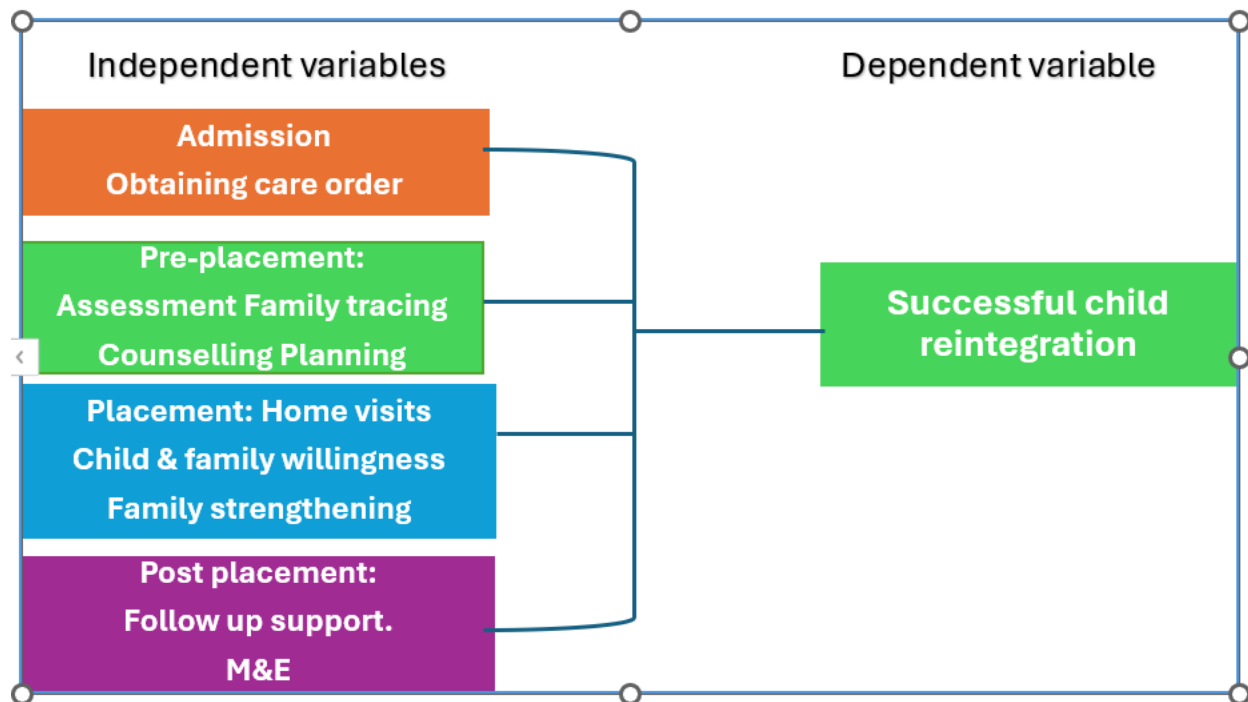 Independent variables
Admission
Obtaining care order
Pre-placement:
Assessment Family tracing
Counselling Planning
Placement: Home visits
Child & family willingness
Family strengthening
Post placement:
Follow up support.
M&E
Dependent variable
Successful child
reintegration